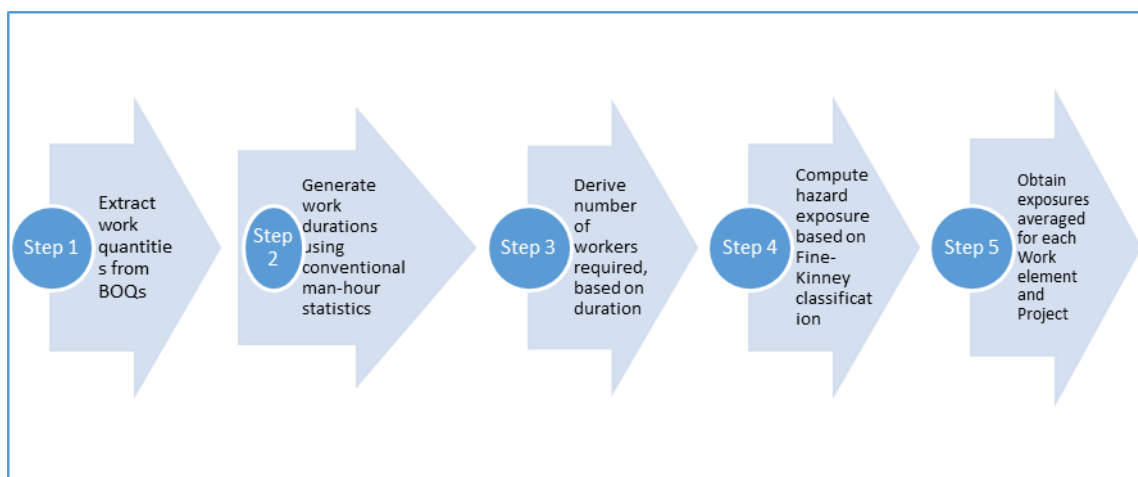 Step 1
Extract
work
quantitie
s from
BOQs
Step
2
Generate
work
durations
using
conventional
man-hour
statistics
Step 3
Derive
number
of
workers
required,
based on
duration
Step 4
Compute
hazard
exposure
based on
Fine-
Kinney
classificat
ion
Step 5
Obtain
exposures
averaged
for each
Work
element
and
Project